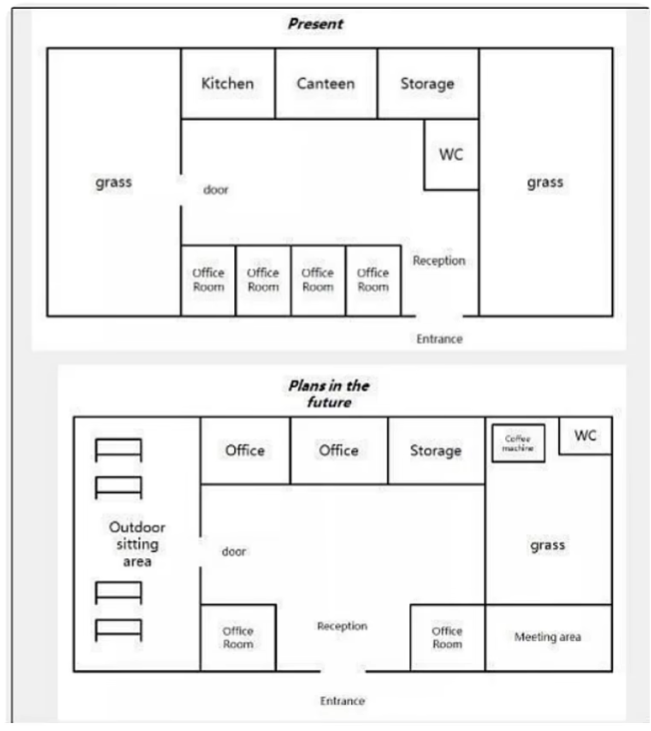 Present
Kitchen
Canteen
Storage
WC
grass
door
grass
Reception
Office
Room
Office
Room
Office
Room
Office
Room
Entrance
Plans in the
future
Office
Office
Storage
Coffee
machine
WC
Outdoor
sitting
area
door
grass
Office
Room
Reception
Office
Room
Meeting area
Entrance